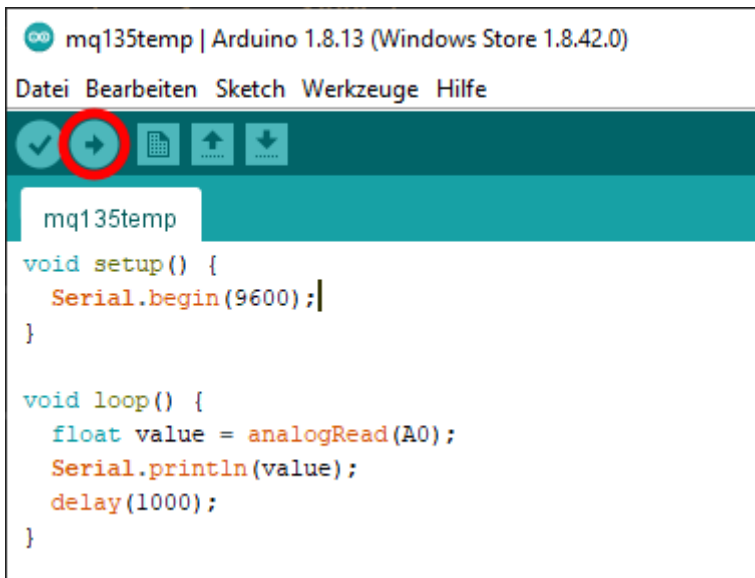 mq135temp | Arduino 1.8.13 (Windows Store 1.8.42.0)
Datei Bearbeiten Sketch Werkzeuge Hilfe
mq135temp
void setup() {
  Serial.begin(9600);
}

void loop() {
  float value = analogRead(A0);
  Serial.println(value);
  delay(1000);
}